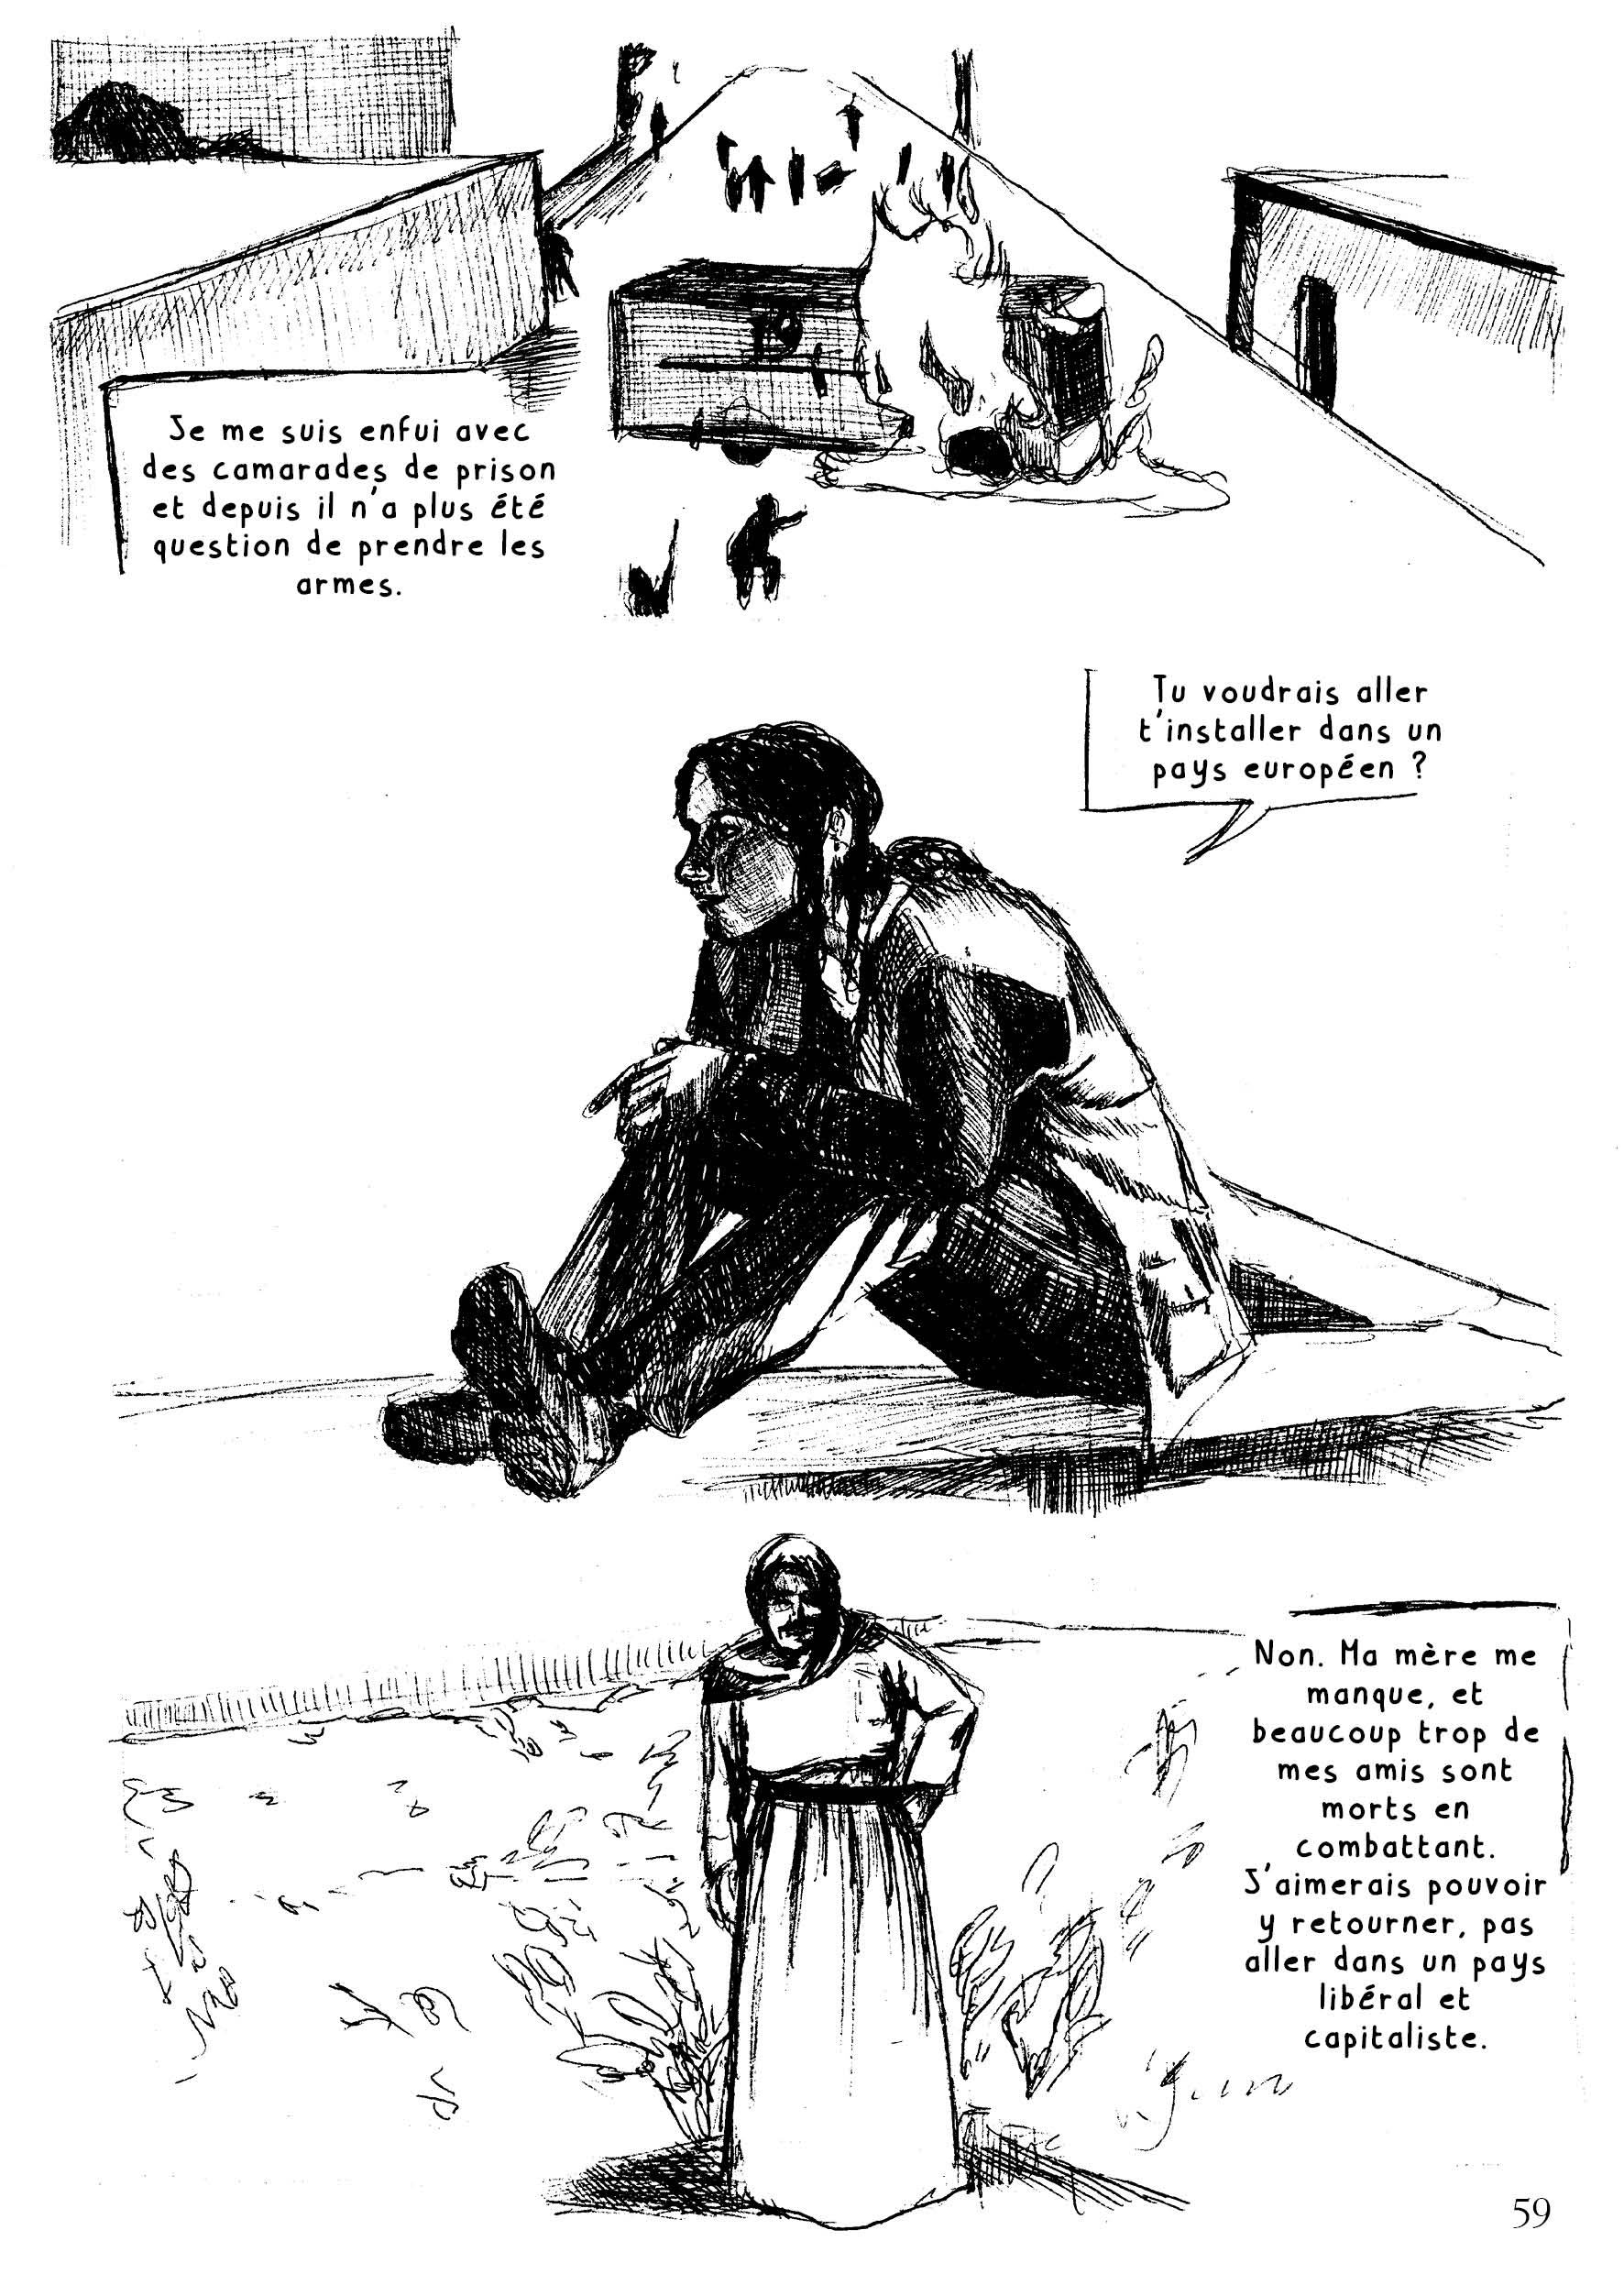 Je me suis enfui avec
des camarades de prison
et depuis il n'a plus été
question de prendre les
armes.
Tu voudrais aller
t'installer dans un
pays européen ?
Non. Ma mère me
manque, et
beaucoup trop de
mes amis sont
morts en
combattant.
J'aimerais pouvoir
y retourner, pas
aller dans un pays
libéral et
capitaliste.
59